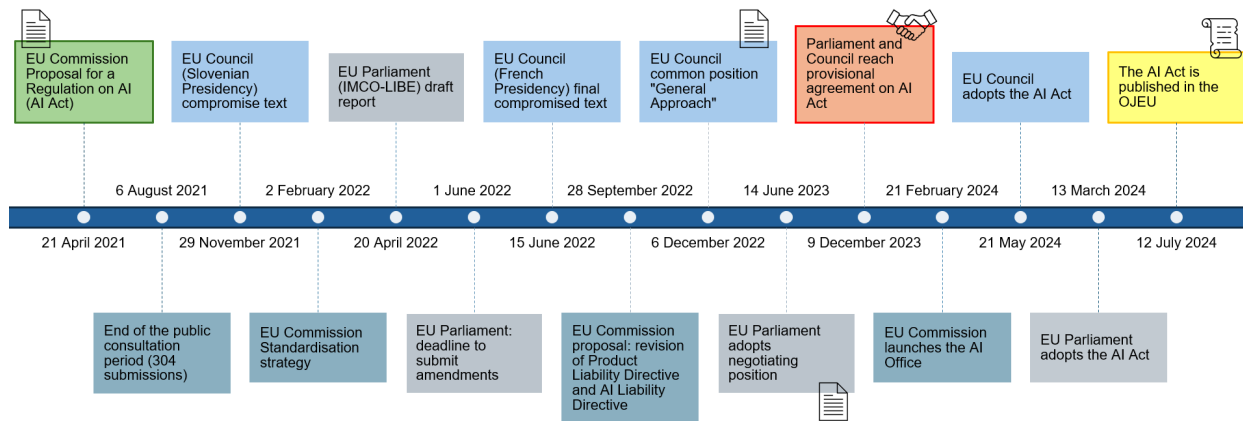 EU Commission
Proposal for a
Regulation on AI
(AI Act)
EU Council
(Slovenian
Presidency)
compromise text
EU Parliament
(IMCO-LIBE) draft
report
EU Council
(French
Presidency) final
compromised text
EU Council
common position
"General
Approach"
Parliament and
Council reach
provisional
agreement on AI
Act
EU Council
adopts the AI Act
The AI Act is
published in the
OJEU
6 August 2021
2 February 2022
1 June 2022
28 September 2022
14 June 2023
21 February 2024
13 March 2024
21 April 2021
29 November 2021
20 April 2022
15 June 2022
6 December 2022
9 December 2023
21 May 2024
12 July 2024
End of the public
consultation
period (304
submissions)
EU Commission
Standardisation
strategy
EU Parliament:
deadline to
submit
amendments
EU Commission
proposal: revision
of Product
Liability Directive
and AI Liability
Directive
EU Parliament
adopts
negotiating
position
EU Commission
launches the AI
Office
EU Parliament
adopts the AI Act